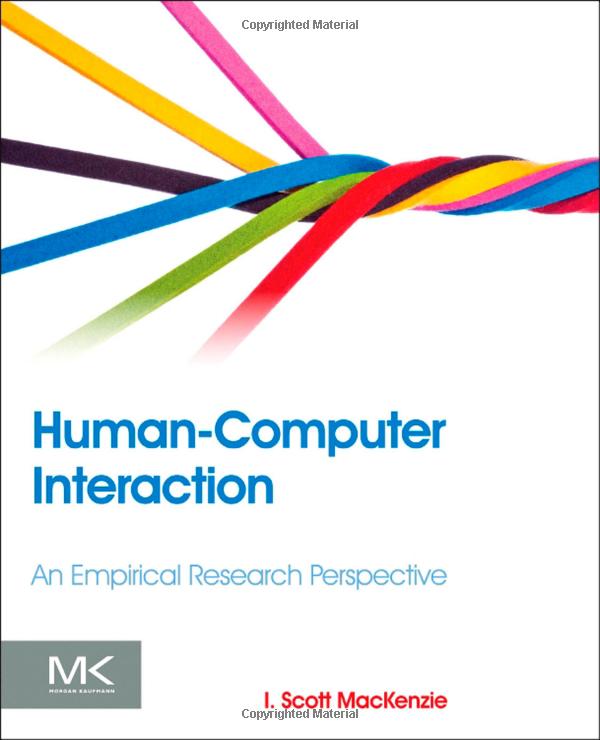 Copyrighted Material
Human-Computer
Interaction
An Empirical Research Perspective
MK
MORGAN KAUFMANN
I. Scott MacKenzie
Copyrighted Material